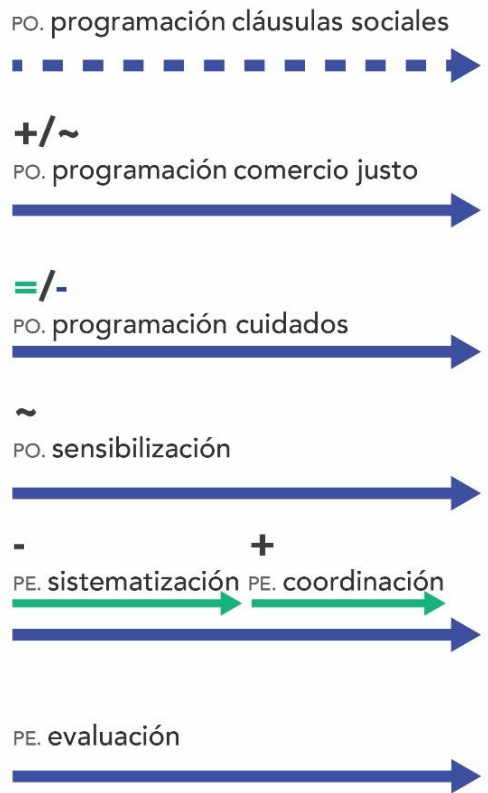 PO. programación cláusulas sociales
+/~
PO. programación comercio justo
=/-
PO. programación cuidados
~
PO. sensibilización
- +
PE. sistematización PE. coordinación
PE. evaluación